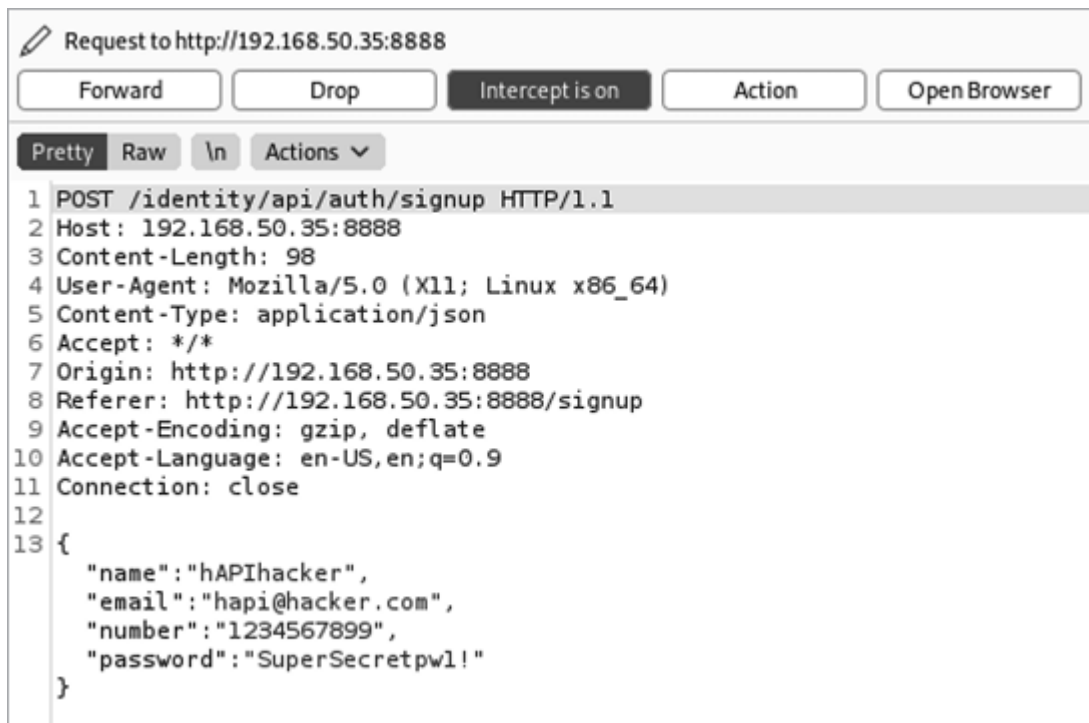 Request to http://192.168.50.35:8888
Forward Drop Intercept is on Action Open Browser
Pretty Raw \n Actions
1 POST /identity/api/auth/signup HTTP/1.1
2 Host: 192.168.50.35:8888
3 Content-Length: 98
4 User-Agent: Mozilla/5.0 (X11; Linux x86_64)
5 Content-Type: application/json
6 Accept: */*
7 Origin: http://192.168.50.35:8888
8 Referer: http://192.168.50.35:8888/signup
9 Accept-Encoding: gzip, deflate
10 Accept-Language: en-US,en;q=0.9
11 Connection: close
12
13 {
"name":"hAPIhacker",
"email":"hapi@hacker.com",
"number":"1234567899",
"password":"SuperSecretpw1!"
}